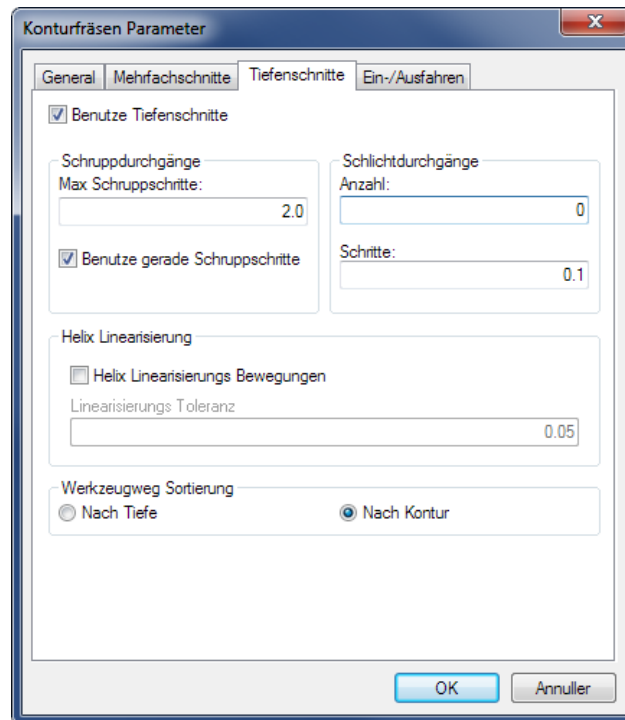 Konturfräsen Parameter
General Mehrfachschnitte Tiefenschnitte Ein-/Ausfahren
Benutze Tiefenschnitte
Schruppdurchgänge
Max Schruppschritte:
2.0
Benutze gerade Schruppschritte
Schlichtdurchgänge
Anzahl:
0
Schritte:
0.1
Helix Linearisierung
Helix Linearisierungs Bewegungen
Linearisierungs Toleranz
0.05
Werkzeugweg Sortierung
Nach Tiefe Nach Kontur
OK Annuller